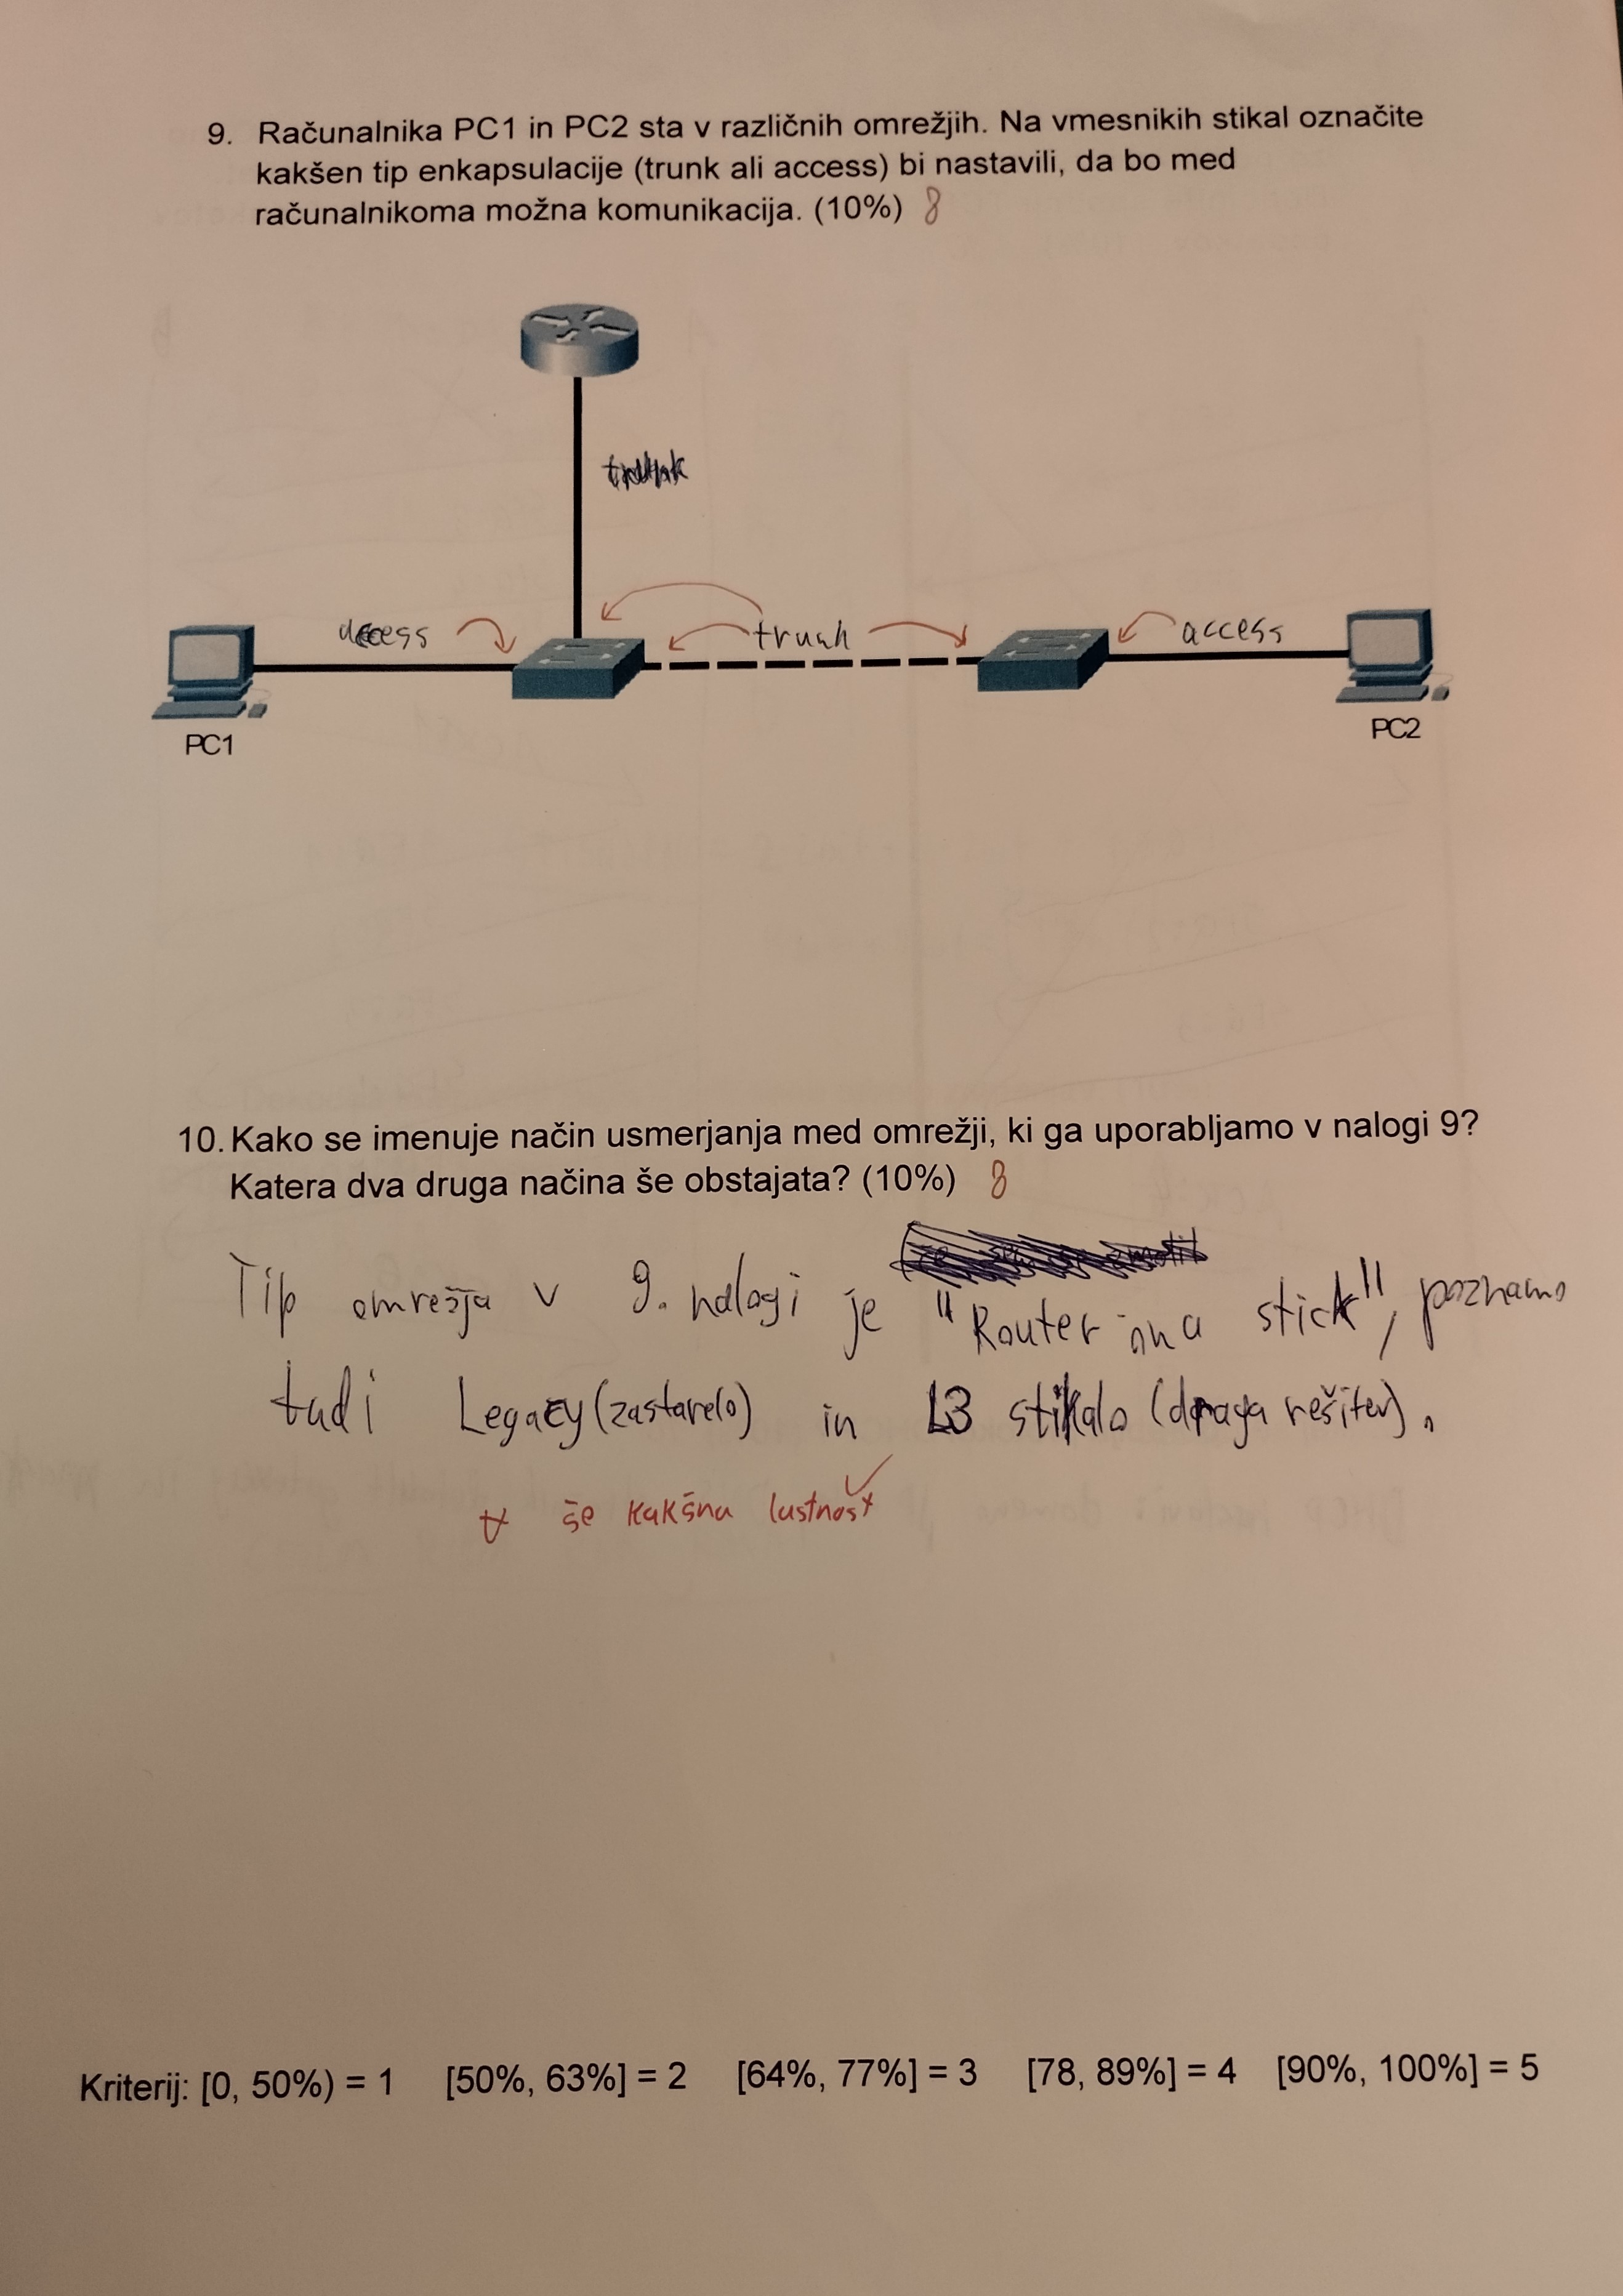 9. Računalnika PC1 in PC2 sta v različnih omrežjih. Na vmesnikih stikal označite
kakšen tip enkapsulacije (trunk ali access) bi nastavili, da bo med
računalnikoma možna komunikacija. (10%) 8
access
trunk
access
PC1
PC2
10. Kako se imenuje način usmerjanja med omrežji, ki ga uporabljamo v nalogi 9?
Katera dva druga načina še obstajata? (10%) 8
Tip omrežja v 9. nalogi je "Router on a stick", poznamo
tudi Legacy (zastarelo) in L3 stikalo (draga rešitev).
še kakšna lastnost
Kriterij: [0, 50%) = 1 [50%, 63%] = 2 [64%, 77%] = 3 [78, 89%] = 4 [90%, 100%] = 5